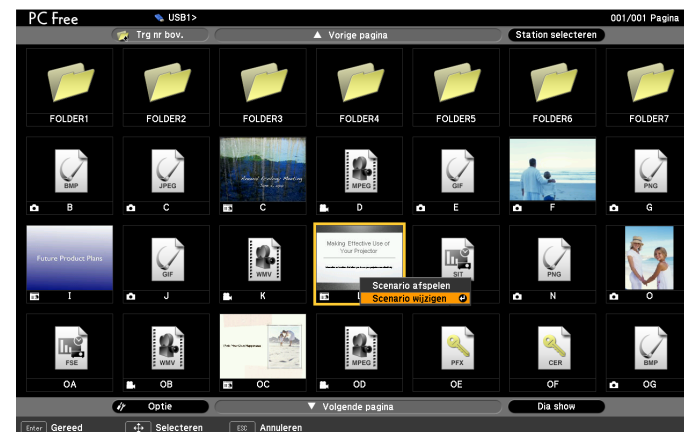 PC Free USB1> 001/001 Pagina
Trg nr bov. ▲ Vorige pagina Station selecteren
FOLDER1 FOLDER2 FOLDER3 FOLDER4 FOLDER5 FOLDER6 FOLDER7
BMP JPEG Annual Ecology Meeting MPEG GIF PNG
B C C D E F G
Future Product Plans GIF WMV Making Effective Use of
Your Projector
SIT PNG
Scenario afspelen
Scenario wijzigen
I J K L N O
FSE WMV MPEG PFX CER BMP
OA OB OC OD OE OF OG
Optie ▼ Volgende pagina Dia show
Enter Gereed Selecteren ESC Annuleren